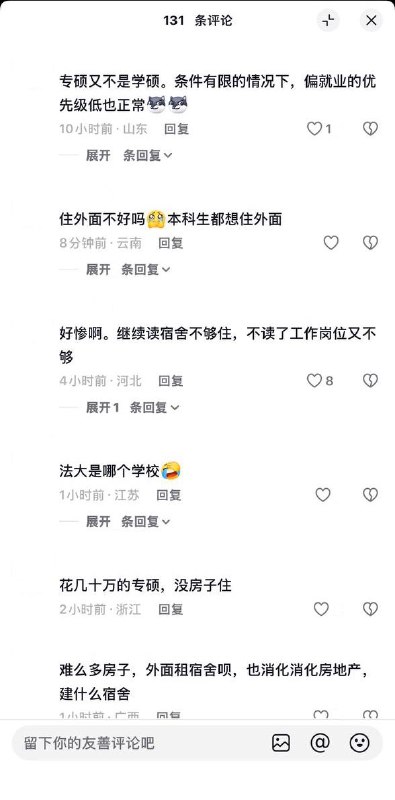 131 条评论
专硕又不是学硕。条件有限的情况下，偏就业的优
先级低也正常
10小时前·山东 回复 1
展开 条回复
住外面不好吗本科生都想住外面
8分钟前·云南 回复
展开 条回复
好惨啊。继续读宿舍不够住，不读了工作岗位又不
够
4小时前·河北 回复 8
展开1 条回复
法大是哪个学校
1小时前·江苏 回复
展开 条回复
花几十万的专硕，没房子住
2小时前·浙江 回复
难么多房子，外面租宿舍呗，也消化消化房地产，
建什么宿舍
1小时前·广西 回复
留下你的友善评论吧